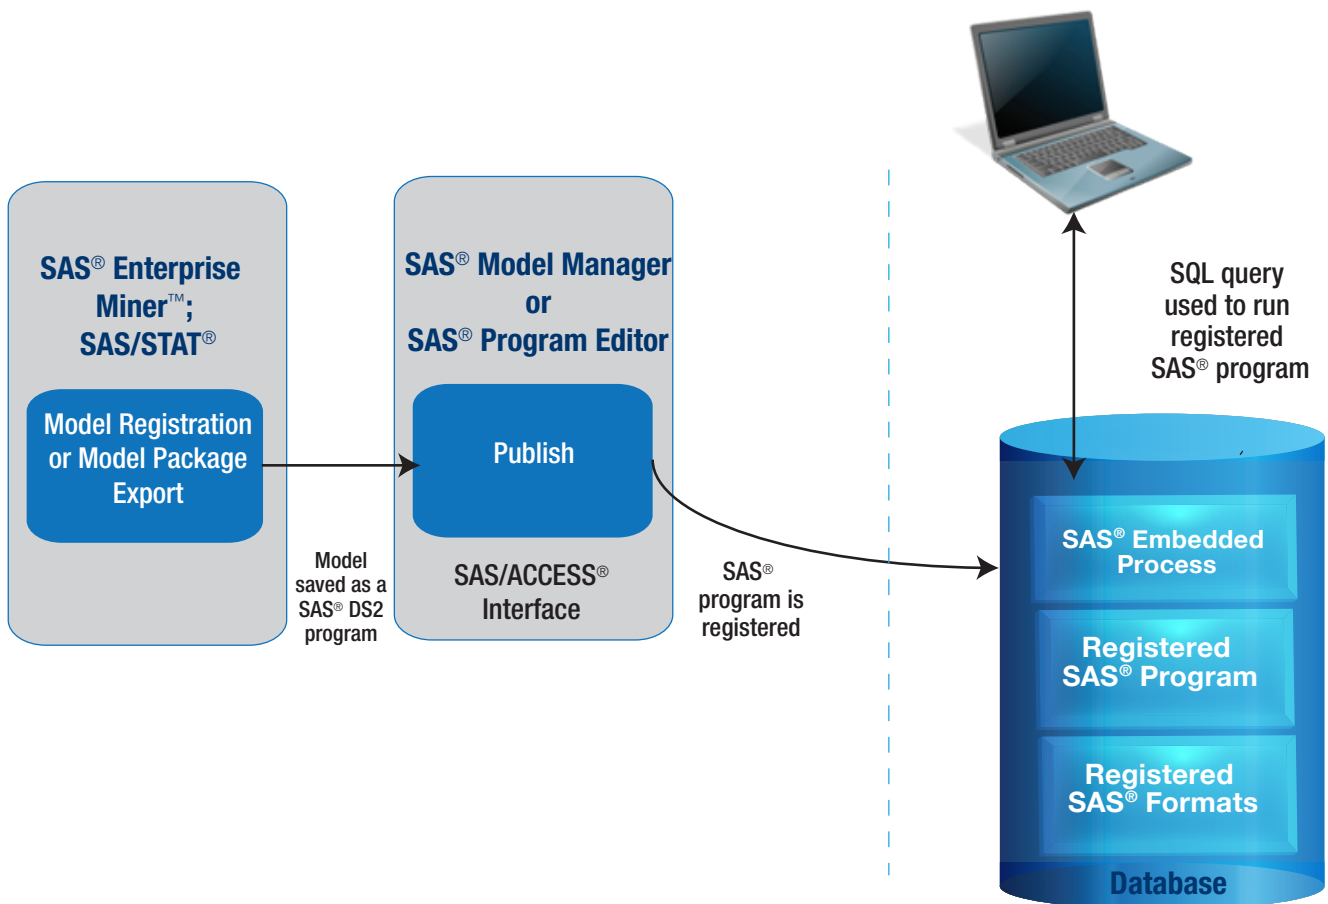 SAS® Enterprise
Miner™;
SAS/STAT®
Model Registration
or Model Package
Export
Model
saved as a
SAS® DS2
program
SAS® Model Manager
or
SAS® Program Editor
Publish
SAS/ACCESS®
Interface
SAS®
program is
registered
SQL query
used to run
registered
SAS® program
SAS® Embedded
Process
Registered
SAS® Program
Registered
SAS® Formats
Database